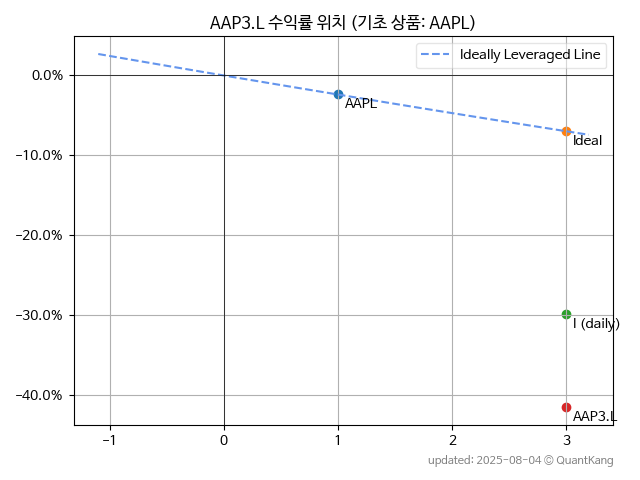 AAP3.L 수익률 위치 (기초 상품: AAPL)
Ideally Leveraged Line
0.0%
AAPL
Ideal
−10.0%
−20.0%
−30.0%
I (daily)
−40.0%
AAP3.L
−1
0
1
2
3
updated: 2025-08-04 © QuantKang